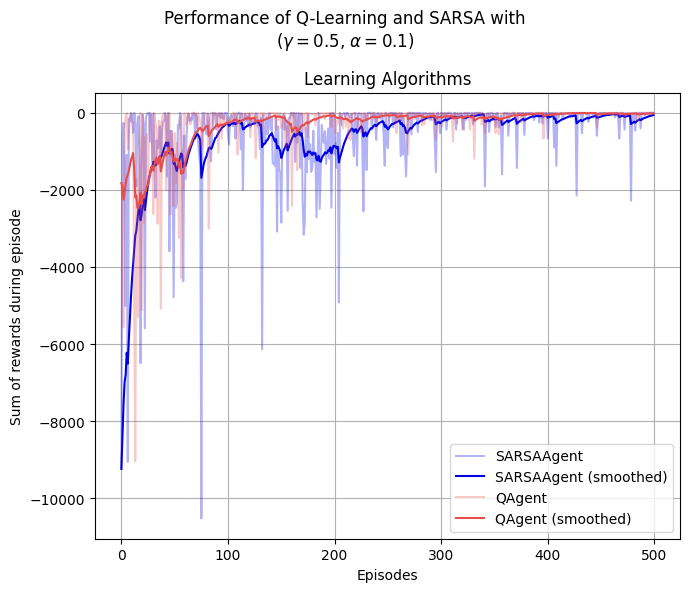 Performance of Q-Learning and SARSA with
(γ = 0.5, α = 0.1)
Learning Algorithms
0
−2000
−4000
−6000
−8000
−10000
Sum of rewards during episode
SARSAAgent
SARSAAgent (smoothed)
QAgent
QAgent (smoothed)
0 100 200 300 400 500
Episodes